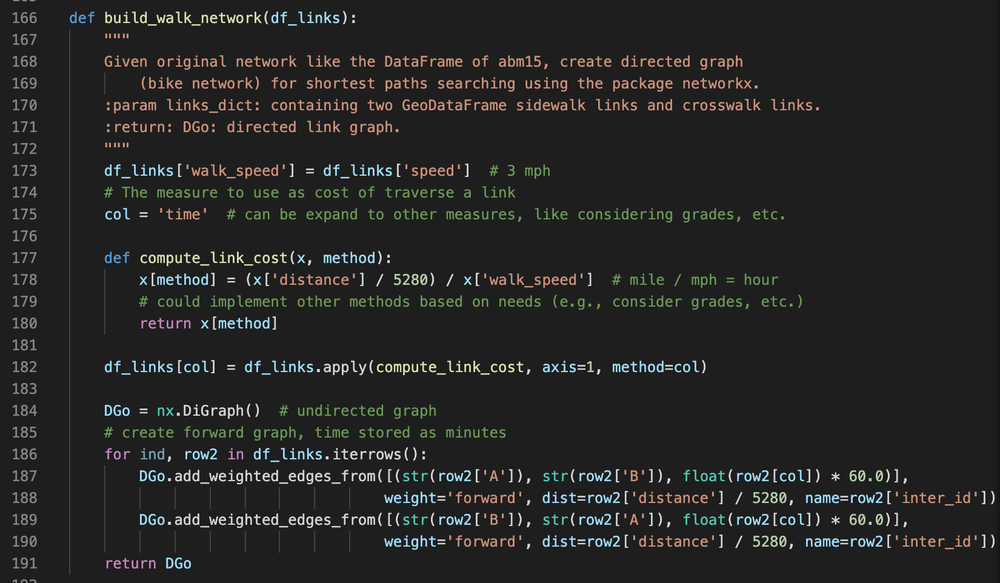 166 def build_walk_network(df_links):
167 """
168 Given original network like the DataFrame of abm15, create directed graph
169 (bike network) for shortest paths searching using the package networkx.
170 :param links_dict: containing two GeoDataFrame sidewalk links and crosswalk links.
171 :return: DGo: directed link graph.
172 """
173 df_links['walk_speed'] = df_links['speed']  # 3 mph
174 # The measure to use as cost of traverse a link
175 col = 'time'  # can be expand to other measures, like considering grades, etc.
176
177 def compute_link_cost(x, method):
178 x[method] = (x['distance'] / 5280) / x['walk_speed']  # mile / mph = hour
179 # could implement other methods based on needs (e.g., consider grades, etc.)
180 return x[method]
181
182 df_links[col] = df_links.apply(compute_link_cost, axis=1, method=col)
183
184 DGo = nx.DiGraph()  # undirected graph
185 # create forward graph, time stored as minutes
186 for ind, row2 in df_links.iterrows():
187 DGo.add_weighted_edges_from([(str(row2['A']), str(row2['B']), float(row2[col]) * 60.0)],
188 weight='forward', dist=row2['distance'] / 5280, name=row2['inter_id'])
189 DGo.add_weighted_edges_from([(str(row2['B']), str(row2['A']), float(row2[col]) * 60.0)],
190 weight='forward', dist=row2['distance'] / 5280, name=row2['inter_id'])
191 return DGo